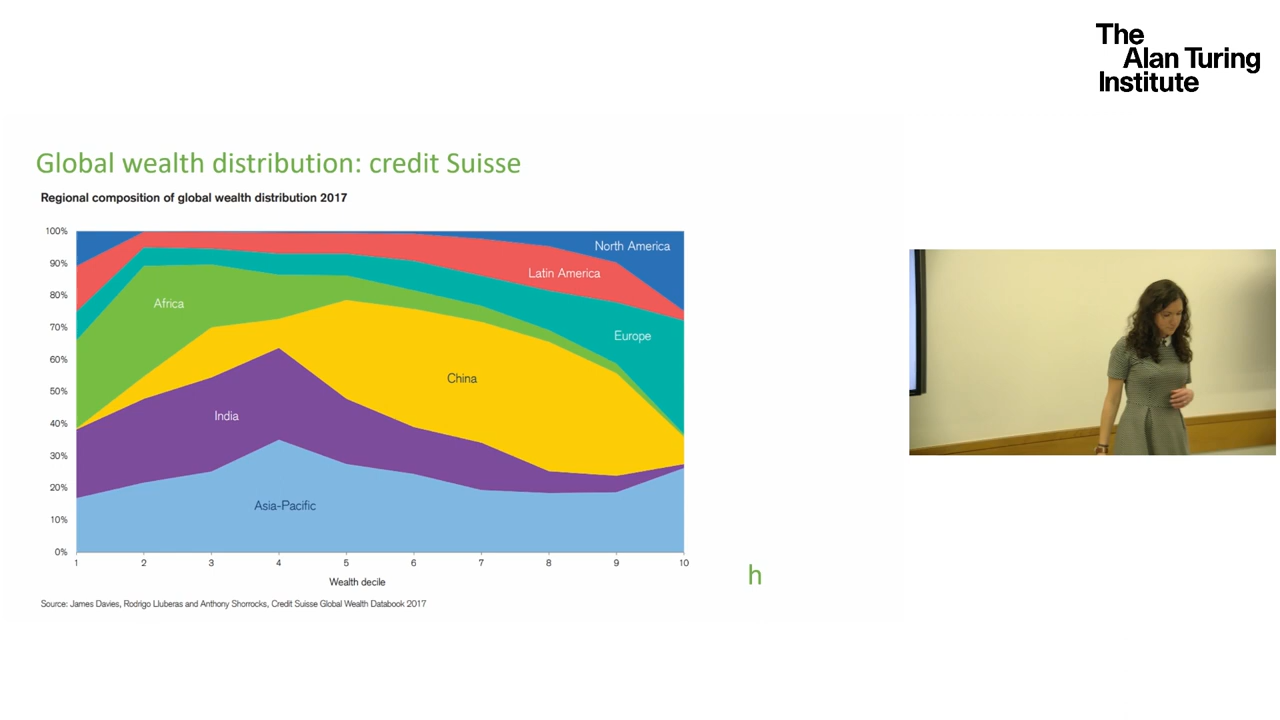 The
Alan Turing
Institute
Global wealth distribution: credit Suisse
Regional composition of global wealth distribution 2017
100%
90%
80%
70%
60%
50%
40%
30%
20%
10%
0%
North America
Latin America
Africa
Europe
China
India
Asia-Pacific
1 2 3 4 5 6 7 8 9 10
Wealth decile
h
Source: James Davies, Rodrigo Lluberas and Anthony Shorrocks, Credit Suisse Global Wealth Databook 2017